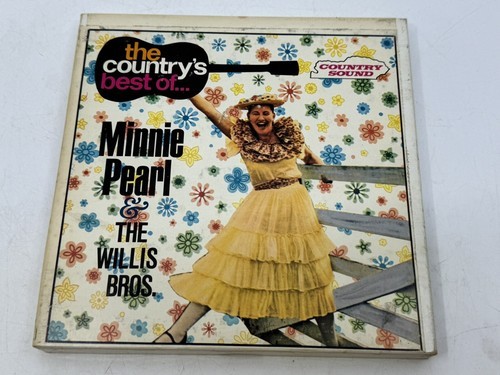 the
country's
best of...
COUNTRY
SOUND
Minnie
Pearl
&
THE
WILLIS
BROS.